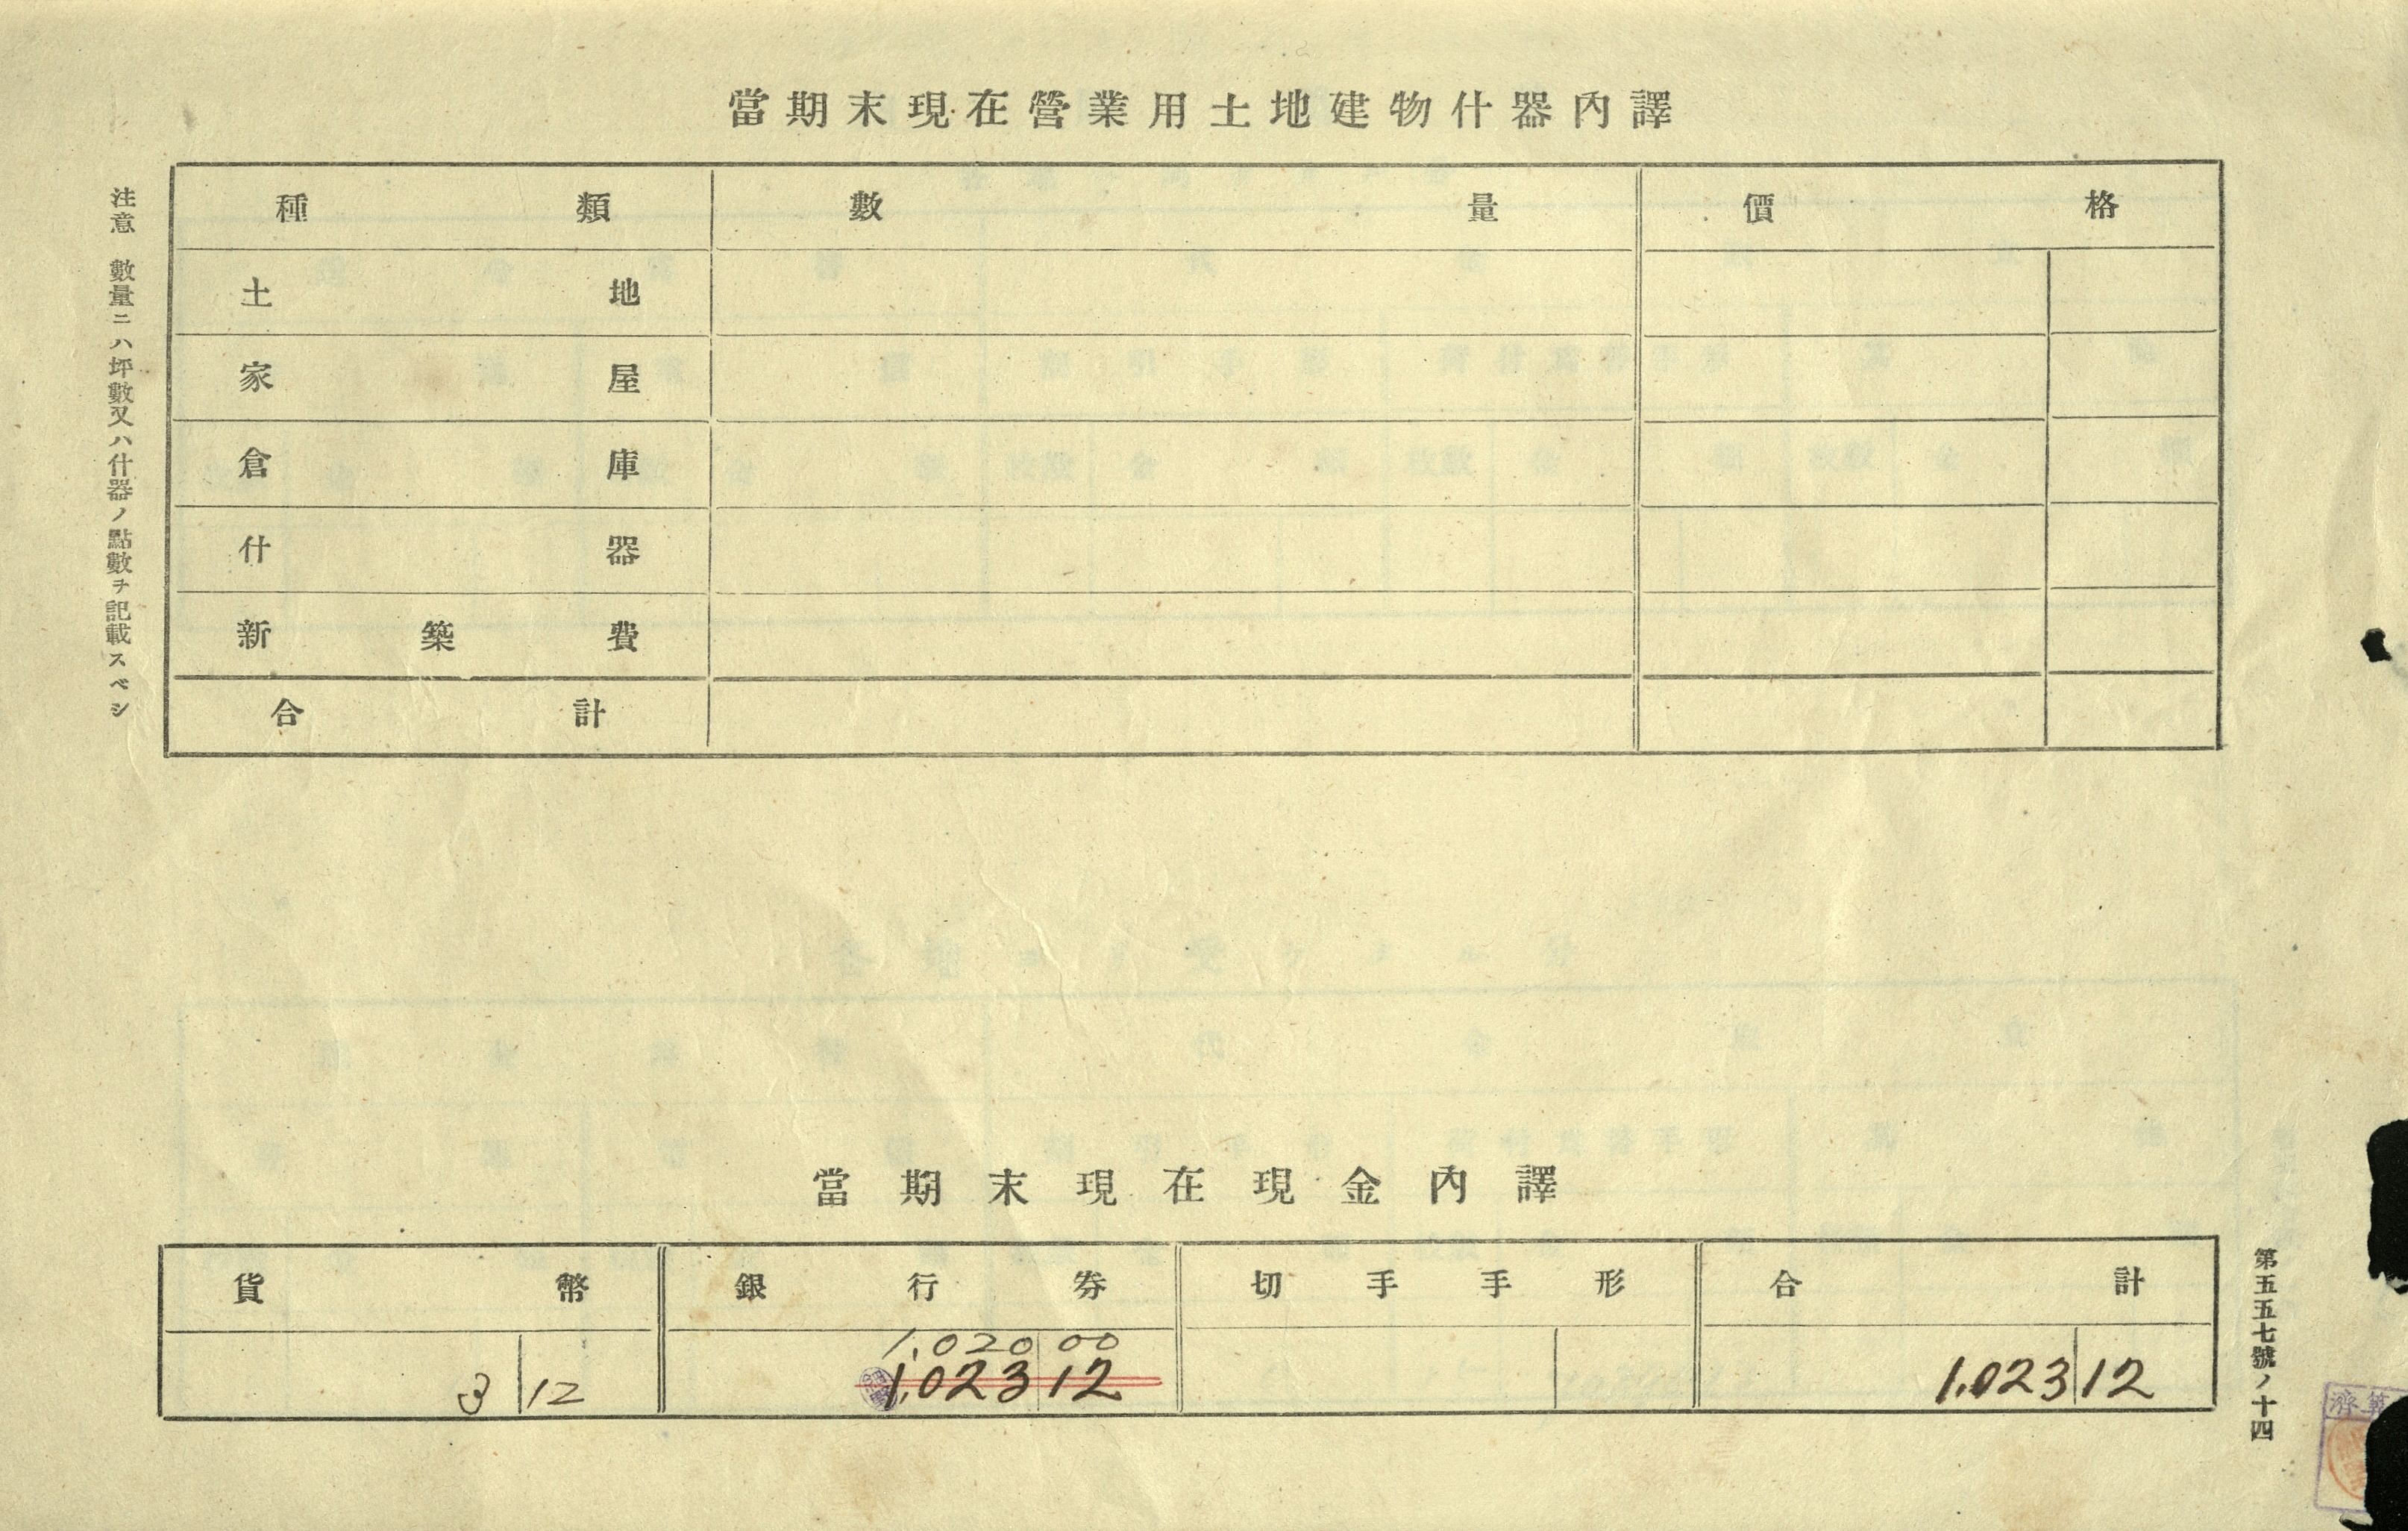 當期末現在營業用土地建物什器內譯
種類 數量 價格
土地
家屋
倉庫
什器
新築費
合計
注意 數量ニハ坪數又ハ什器ノ點數ヲ記載スベシ
當期末現在現金內譯
貨幣 銀行券 切手手形 合計
1,020 00
3 12 1,023 12 1,023 12
第五五七號ノ十四
算濟